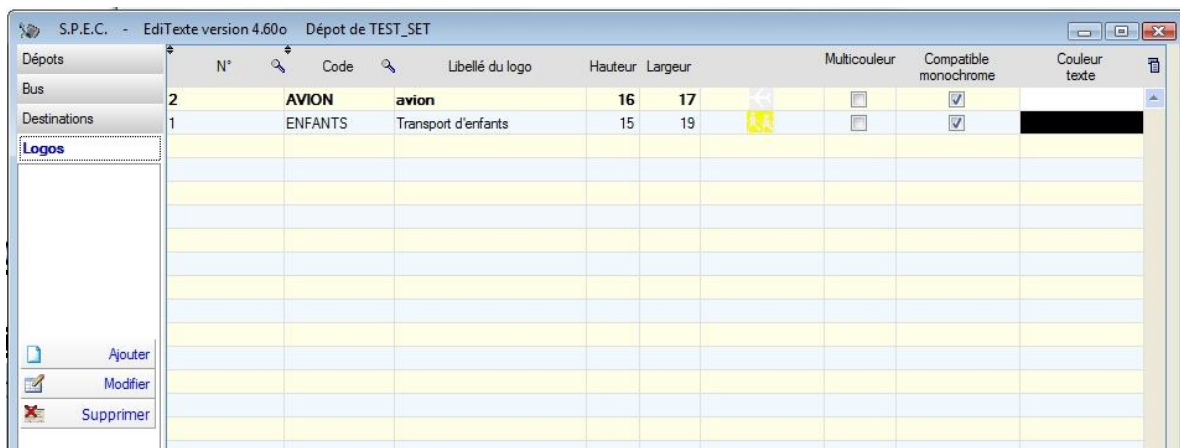 S.P.E.C. - EdiTexte version 4.60o Dépot de TEST_SET
Dépots
Bus
Destinations
Logos
N° Code Libellé du logo Hauteur Largeur Multicouleur Compatible monochrome Couleur texte
2 AVION avion 16 17
1 ENFANTS Transport d'enfants 15 19
Ajouter
Modifier
Supprimer